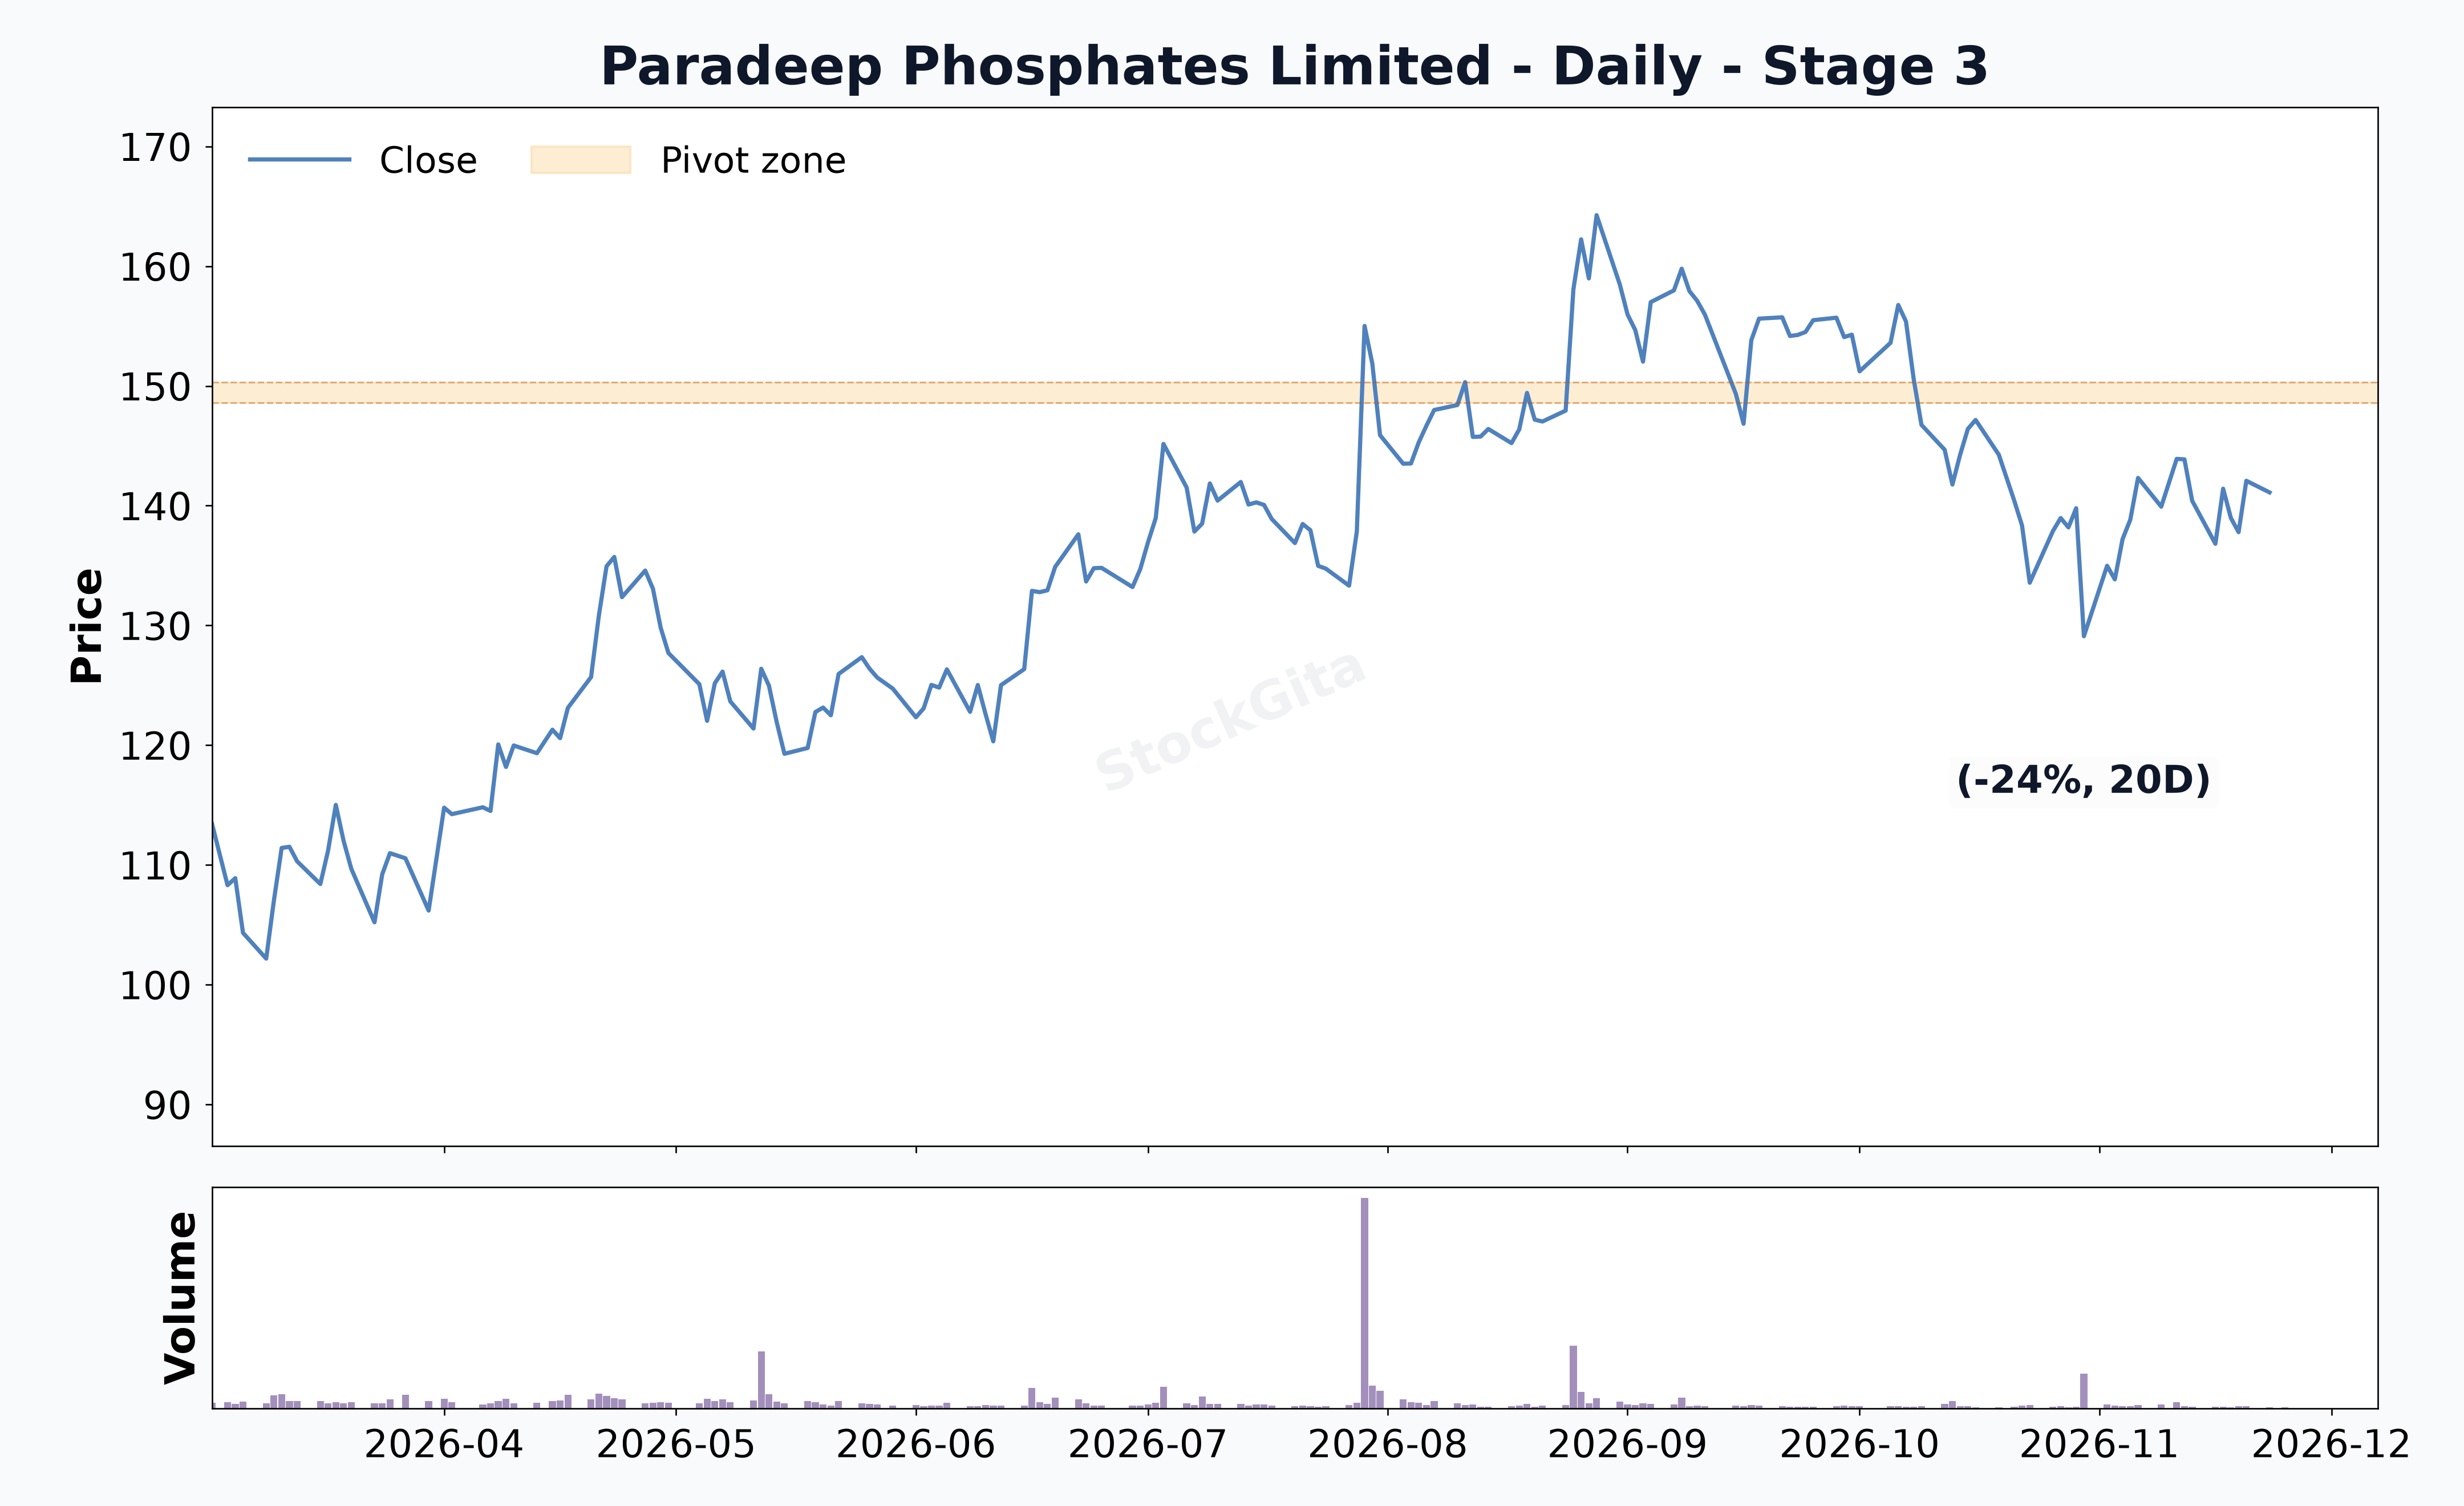 Paradeep Phosphates Limited - Daily - Stage 3
Close
Pivot zone
170
160
150
140
130
120
110
100
90
Price
StockGita
(-24%, 20D)
Volume
2026-04
2026-05
2026-06
2026-07
2026-08
2026-09
2026-10
2026-11
2026-12